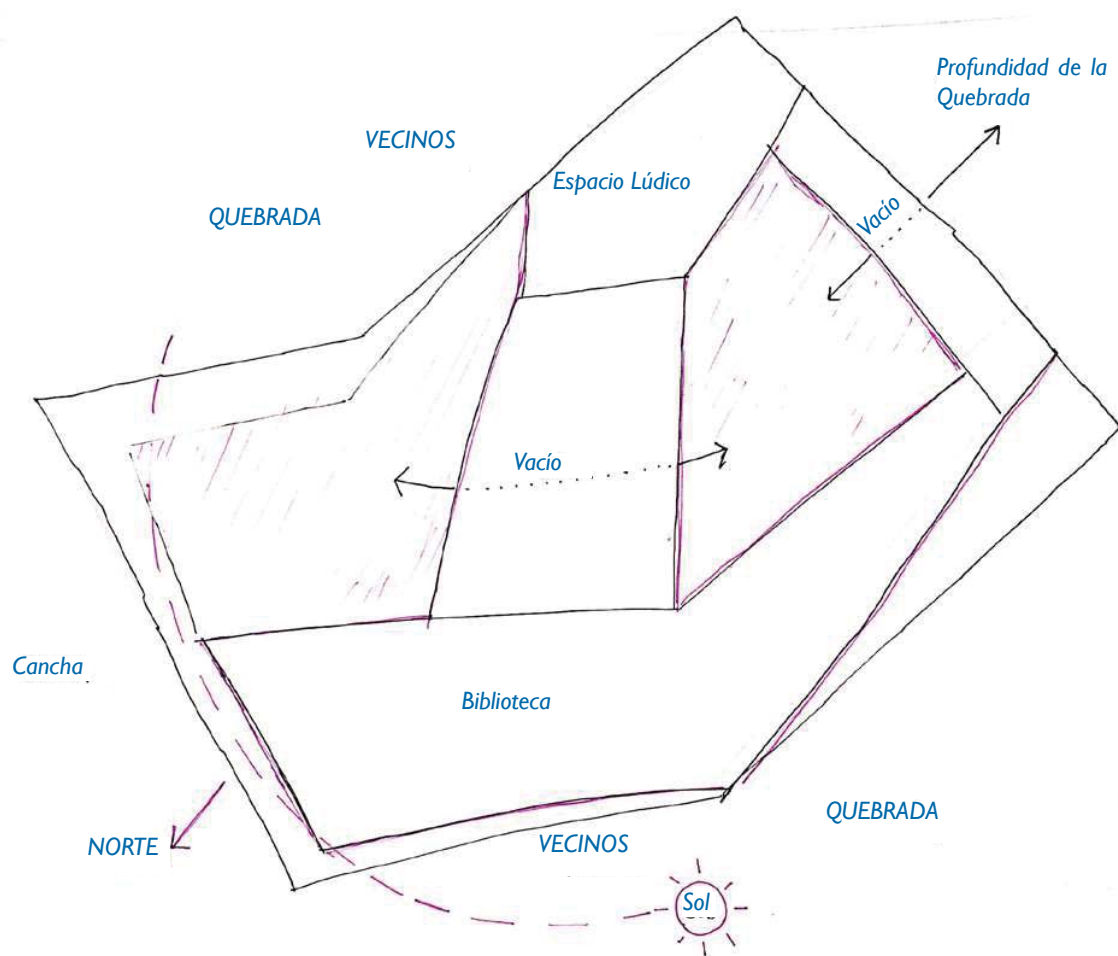 Profundidad de la
Quebrada
VECINOS
Espacio Lúdico
QUEBRADA
Vacío
Vacío
Cancha
Biblioteca
QUEBRADA
NORTE
VECINOS
Sol